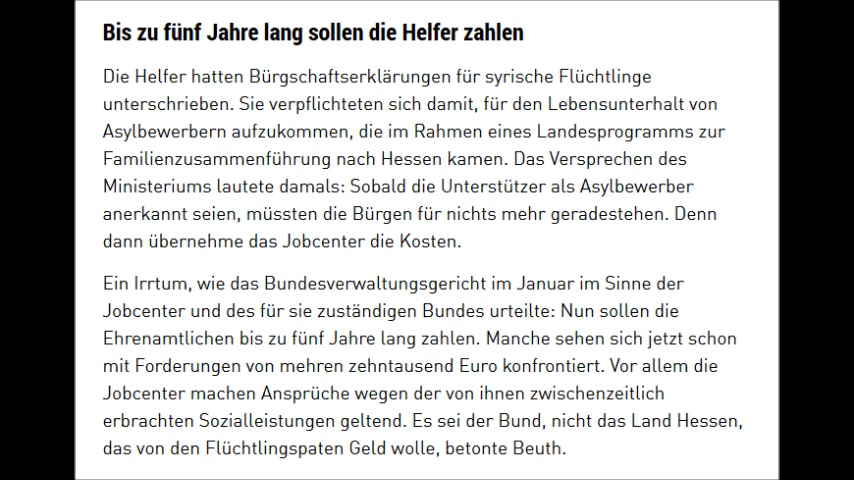 Bis zu fünf Jahre lang sollen die Helfer zahlen
Die Helfer hatten Bürgschaftserklärungen für syrische Flüchtlinge
unterschrieben. Sie verpflichteten sich damit, für den Lebensunterhalt von
Asylbewerbern aufzukommen, die im Rahmen eines Landesprogramms zur
Familienzusammenführung nach Hessen kamen. Das Versprechen des
Ministeriums lautete damals: Sobald die Unterstützer als Asylbewerber
anerkannt seien, müssten die Bürgen für nichts mehr geradestehen. Denn
dann übernehme das Jobcenter die Kosten.
Ein Irrtum, wie das Bundesverwaltungsgericht im Januar im Sinne der
Jobcenter und des für sie zuständigen Bundes urteilte: Nun sollen die
Ehrenamtlichen bis zu fünf Jahre lang zahlen. Manche sehen sich jetzt schon
mit Forderungen von mehren zehntausend Euro konfrontiert. Vor allem die
Jobcenter machen Ansprüche wegen der von ihnen zwischenzeitlich
erbrachten Sozialleistungen geltend. Es sei der Bund, nicht das Land Hessen,
das von den Flüchtlingspaten Geld wolle, betonte Beuth.